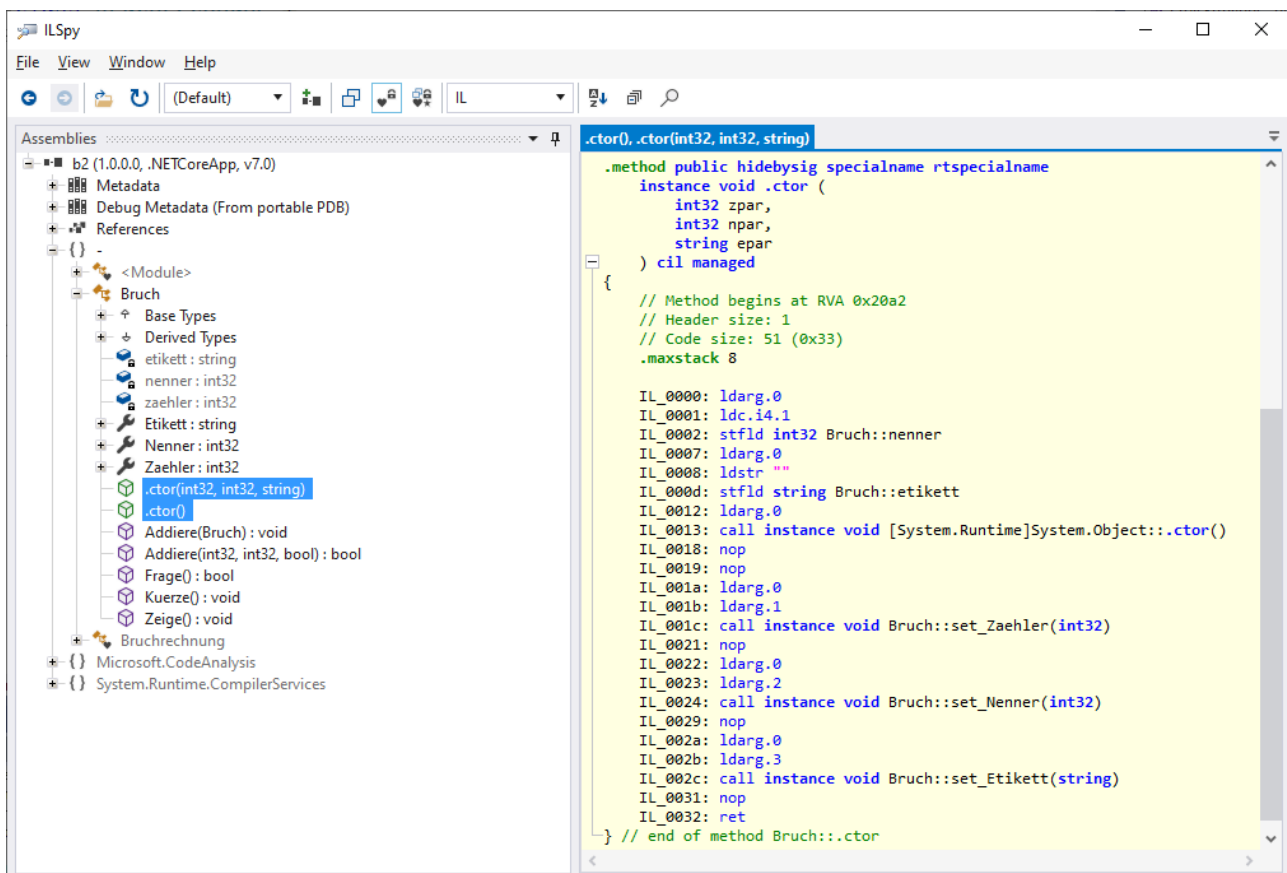 ILSpy
File View Window Help
(Default) IL
Assemblies
b2 (1.0.0.0, .NETCoreApp, v7.0)
Metadata
Debug Metadata (From portable PDB)
References
{ } -
<Module>
Bruch
Base Types
Derived Types
etikett : string
nenner : int32
zaehler : int32
Etikett : string
Nenner : int32
Zaehler : int32
.ctor(int32, int32, string)
.ctor()
Addiere(Bruch) : void
Addiere(int32, int32, bool) : bool
Frage() : bool
Kuerze() : void
Zeige() : void
Bruchrechnung
{ } Microsoft.CodeAnalysis
{ } System.Runtime.CompilerServices
.ctor(), .ctor(int32, int32, string)
.method public hidebysig specialname rtspecialname
instance void .ctor (
int32 zpar,
int32 npar,
string epar
) cil managed
{
// Method begins at RVA 0x20a2
// Header size: 1
// Code size: 51 (0x33)
.maxstack 8
IL_0000: ldarg.0
IL_0001: ldc.i4.1
IL_0002: stfld int32 Bruch::nenner
IL_0007: ldarg.0
IL_0008: ldstr ""
IL_000d: stfld string Bruch::etikett
IL_0012: ldarg.0
IL_0013: call instance void [System.Runtime]System.Object::.ctor()
IL_0018: nop
IL_0019: nop
IL_001a: ldarg.0
IL_001b: ldarg.1
IL_001c: call instance void Bruch::set_Zaehler(int32)
IL_0021: nop
IL_0022: ldarg.0
IL_0023: ldarg.2
IL_0024: call instance void Bruch::set_Nenner(int32)
IL_0029: nop
IL_002a: ldarg.0
IL_002b: ldarg.3
IL_002c: call instance void Bruch::set_Etikett(string)
IL_0031: nop
IL_0032: ret
} // end of method Bruch::.ctor